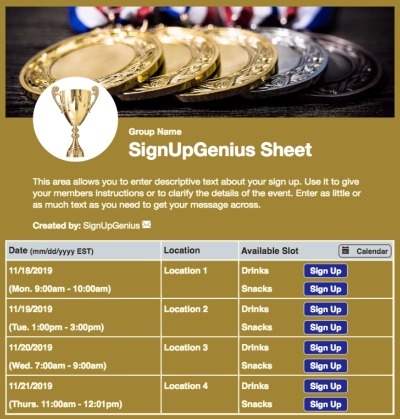 Group Name
SignUpGenius Sheet
This area allows you to enter descriptive text about your sign up. Use it to give
your members instructions or to clarify the details of the event. Enter as little or
as much text as you need to get your message across.
Created by: SignUpGenius
Date (mm/dd/yyyy EST) Location Available Slot Calendar
11/18/2019 Location 1 Drinks Sign Up
(Mon. 9:00am - 10:00am) Snacks Sign Up
11/19/2019 Location 2 Drinks Sign Up
(Tue. 1:00pm - 3:00pm) Snacks Sign Up
11/20/2019 Location 3 Drinks Sign Up
(Wed. 7:00am - 9:00am) Snacks Sign Up
11/21/2019 Location 4 Drinks Sign Up
(Thurs. 11:00am - 12:01pm) Snacks Sign Up